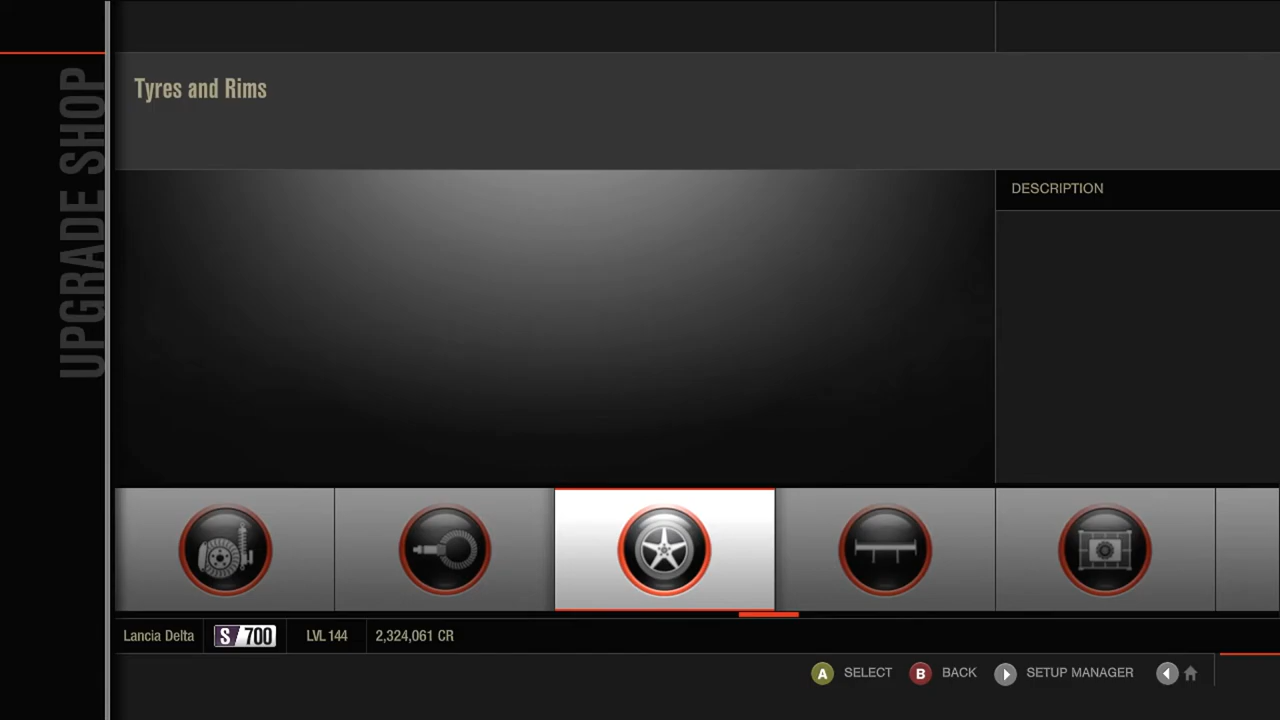 UPGRADE SHOP
Tyres and Rims
DESCRIPTION
Lancia Delta S 700 LVL 144 2,324,061 CR
A SELECT B BACK SETUP MANAGER